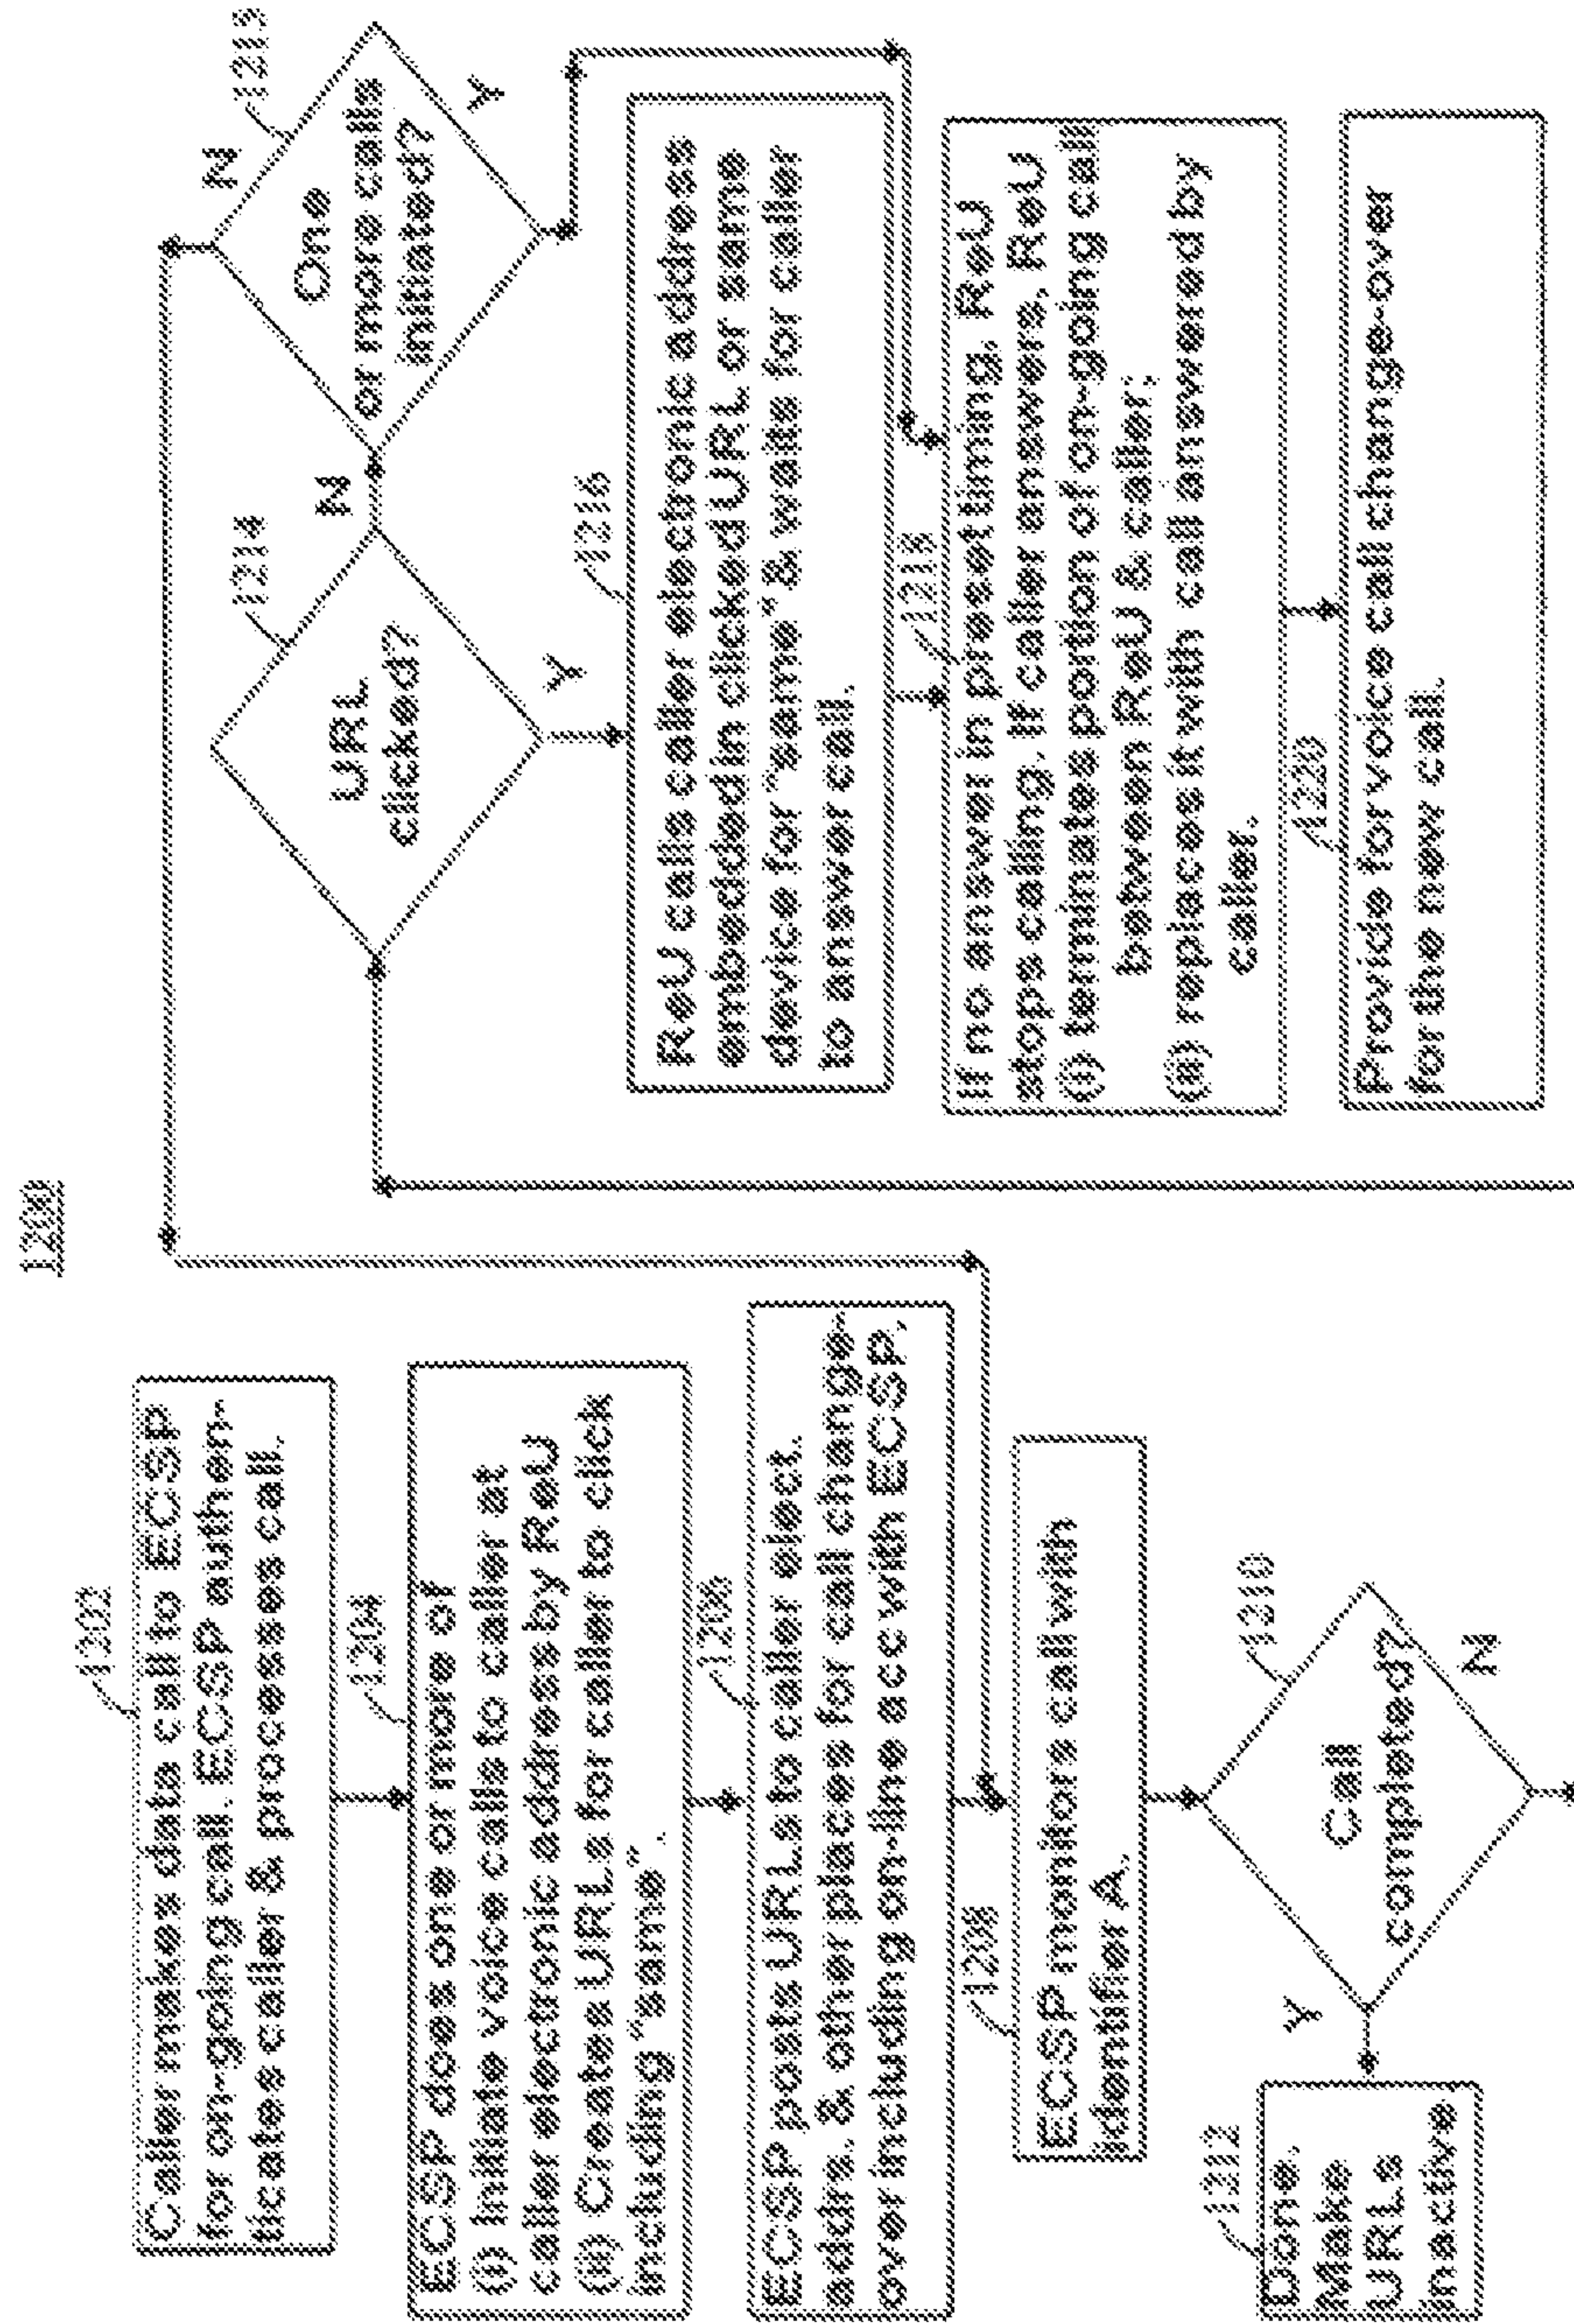 1200
1202
Caller makes data call to ECSP
for on-going call. ECSP authen-
ticates caller & processes call.
1204
ECSP does one or more of
(i) Initiate voice calls to caller at
caller electronic address by ReU
(ii) Creates URLs for caller to click
including "same".
1206
ECSP posts URLs to caller elect.
addrs. & other places for call change-
over including on-line acc with ECSP.
1208
ECSP monitors call with
identifier A.
1210
Call
completed?
Y
N
1212
Done.
Make
URLs
inactive.
1214
URL
clicked?
N
Y
1215
One
or more calls
initiated?
N
Y
1216
ReU calls caller electronic address
embedded in clicked URL or same
device for "same" & waits for caller
to answer call.
1218
If no answer in preset timing, ReU
stops calling. If caller answers, ReU
(i) terminates portion of on-going call
between ReU & caller;
(ii) replaces it with call answered by
caller.
1220
Provide for voice call change-over
for the new call.